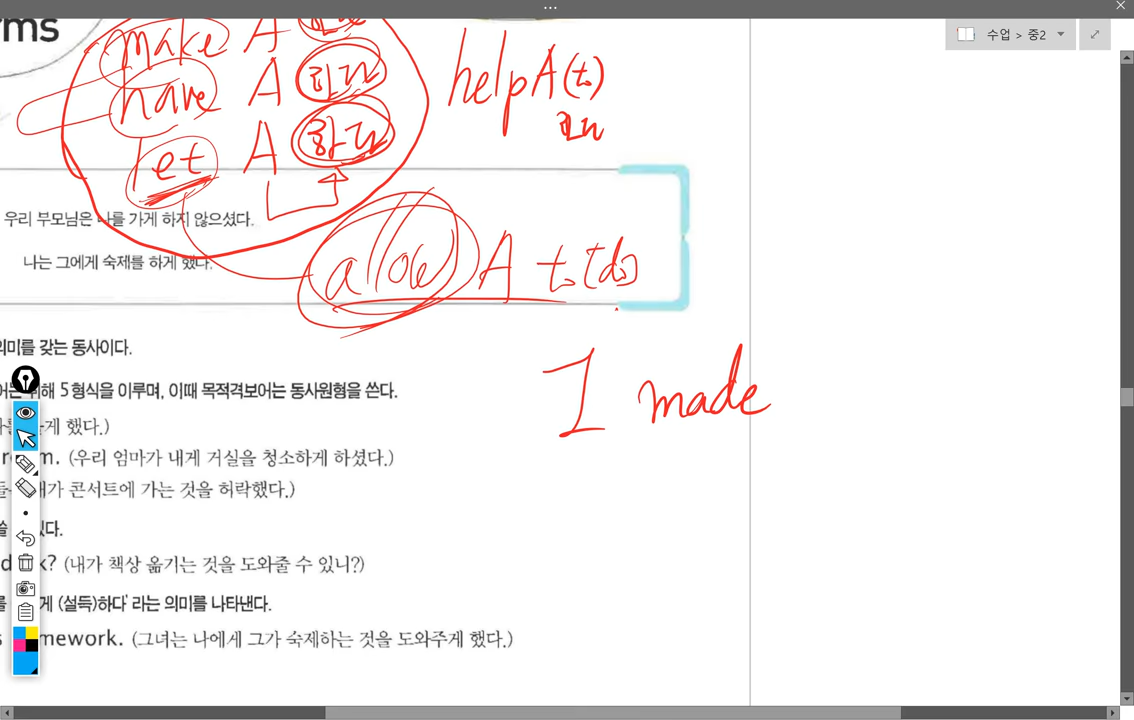 ...
rms
수업 > 중2
make A
have A 하다
let A 하다
help A (to)
우리 부모님은 나를 가게 하지 않으셨다.
나는 그에게 숙제를 하게 했다.
allow A to (do)
의미를 갖는 동사이다.
위해 5형식을 이루며, 이때 목적격보어는 동사원형을 쓴다.
게 했다.)
m. (우리 엄마가 내게 거실을 청소하게 하셨다.)
내가 콘서트에 가는 것을 허락했다.)
I made
있다.
k? (내가 책상 옮기는 것을 도와줄 수 있니?)
게 (설득)하다' 라는 의미를 나타낸다.
mework. (그녀는 나에게 그가 숙제하는 것을 도와주게 했다.)